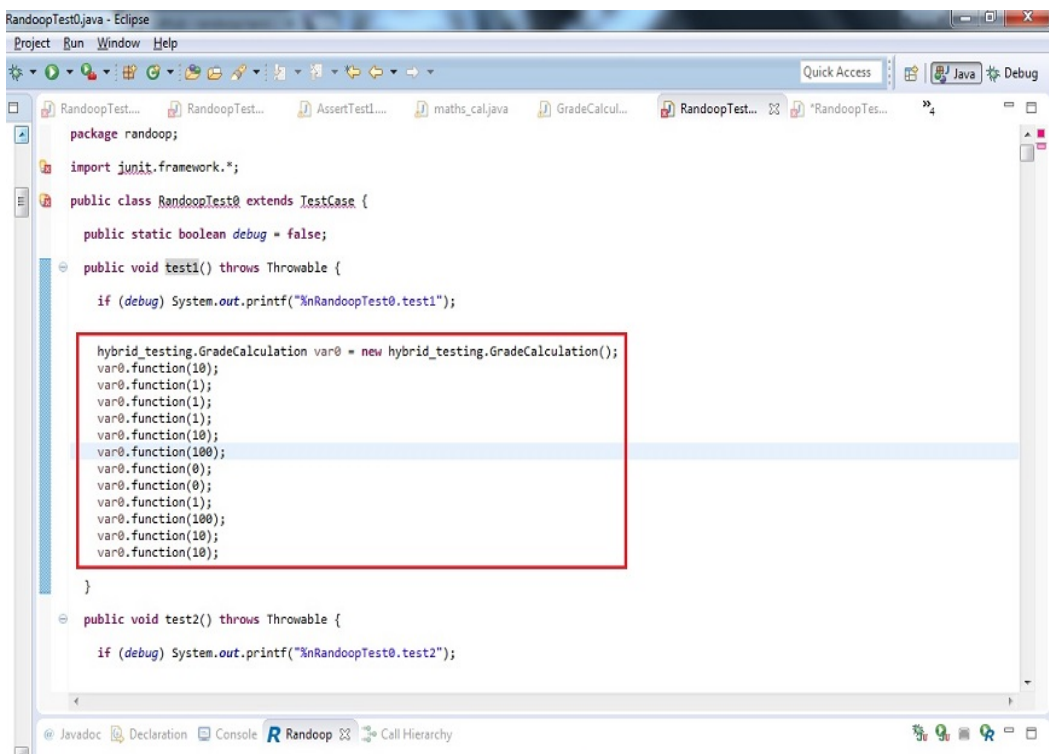 RandoopTest0.java - Eclipse
Project Run Window Help
Quick Access Java Debug
RandoopTest.... RandoopTest... AssertTest1.... maths_cal.java GradeCalcul... RandoopTest... *RandoopTes... »4
package randoop;
import junit.framework.*;
public class RandoopTest0 extends TestCase {
public static boolean debug = false;
public void test1() throws Throwable {
if (debug) System.out.printf("%nRandoopTest0.test1");
hybrid_testing.GradeCalculation var0 = new hybrid_testing.GradeCalculation();
var0.function(10);
var0.function(1);
var0.function(1);
var0.function(1);
var0.function(10);
var0.function(100);
var0.function(0);
var0.function(0);
var0.function(1);
var0.function(100);
var0.function(10);
var0.function(10);
}
public void test2() throws Throwable {
if (debug) System.out.printf("%nRandoopTest0.test2");
@ Javadoc Declaration Console R Randoop Call Hierarchy